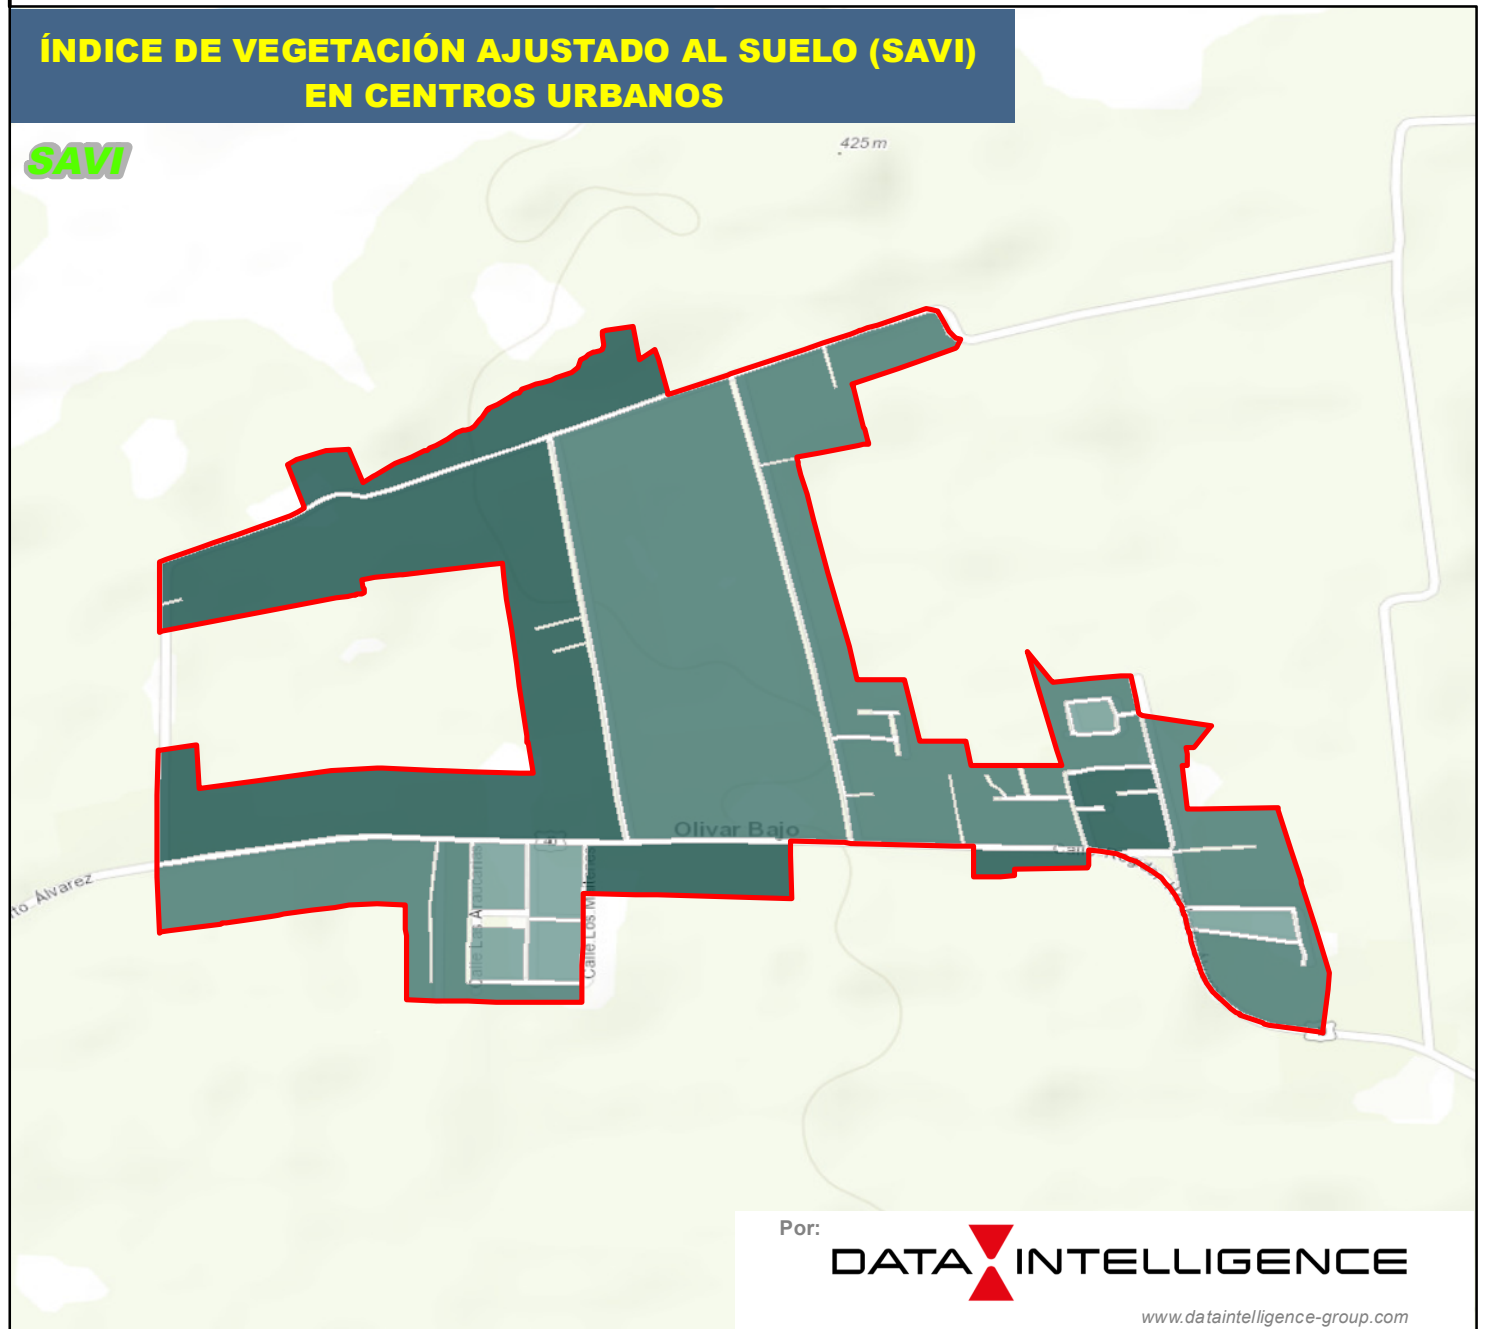 ÍNDICE DE VEGETACIÓN AJUSTADO AL SUELO (SAVI)
EN CENTROS URBANOS
SAVI
425 m
Olivar Bajo
Calle Las Araucarias
Calle Los
Álvarez
Por:
DATA INTELLIGENCE
www.dataintelligence-group.com